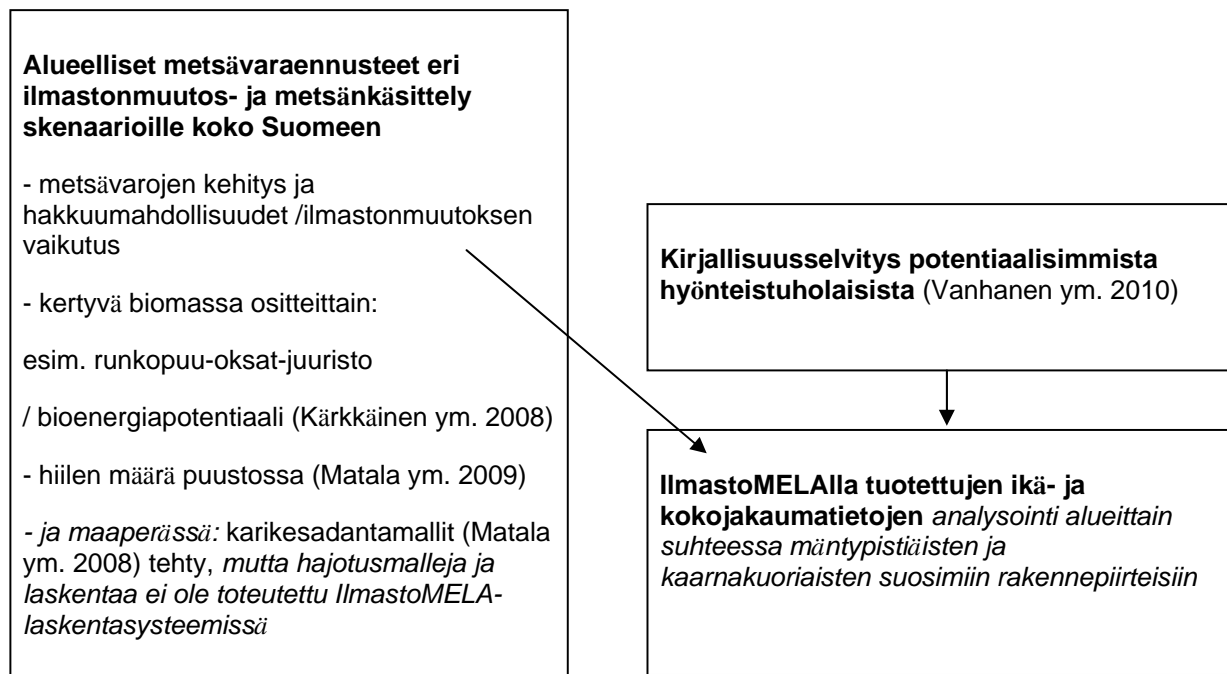 Alueelliset metsävaraennusteet eri
ilmastonmuutos- ja metsänkäsittely
skenaarioille koko Suomeen
- metsävarojen kehitys ja
hakkuumahdollisuudet /ilmastonmuutoksen
vaikutus
- kertyvä biomassa ositteittain:
esim. runkopuu-oksat-juuristo
/ bioenergiapotentiaali (Kärkkäinen ym. 2008)
- hiilen määrä puustossa (Matala ym. 2009)
- ja maaperässä: karikesadantamallit (Matala
ym. 2008) tehty, mutta hajotusmalleja ja
laskentaa ei ole toteutettu IlmastoMELA-
laskentasysteemissä
Kirjallisuusselvitys potentiaalisimmista
hyönteistuholaisista (Vanhanen ym. 2010)
IlmastoMELAlla tuotettujen ikä- ja
kokojakaumatietojen analysointi alueittain
suhteessa mäntypistiäisten ja
kaarnakuoriaisten suosimiin rakennepiirteisiin